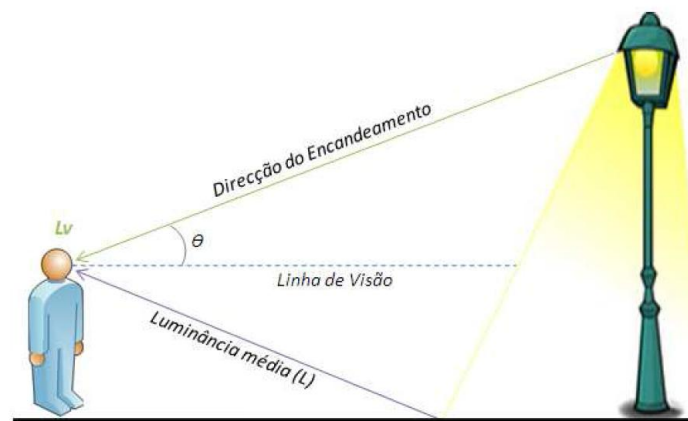 Direcção do Encandeamento
Lv
θ
Linha de Visão
Luminância média (L)